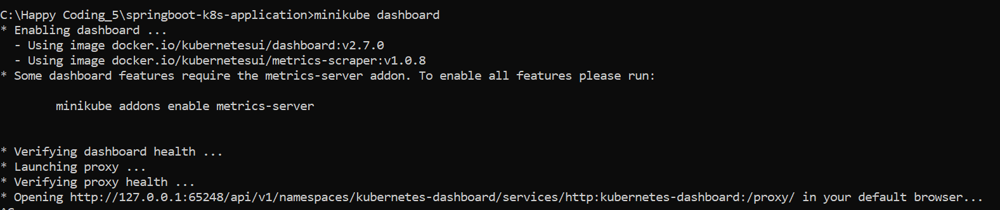 C:\Happy Coding_5\springboot-k8s-application>minikube dashboard
* Enabling dashboard ...
  - Using image docker.io/kubernetesui/dashboard:v2.7.0
  - Using image docker.io/kubernetesui/metrics-scraper:v1.0.8
* Some dashboard features require the metrics-server addon. To enable all features please run:
        minikube addons enable metrics-server
* Verifying dashboard health ...
* Launching proxy ...
* Verifying proxy health ...
* Opening http://127.0.0.1:65248/api/v1/namespaces/kubernetes-dashboard/services/http:kubernetes-dashboard:/proxy/ in your default browser...